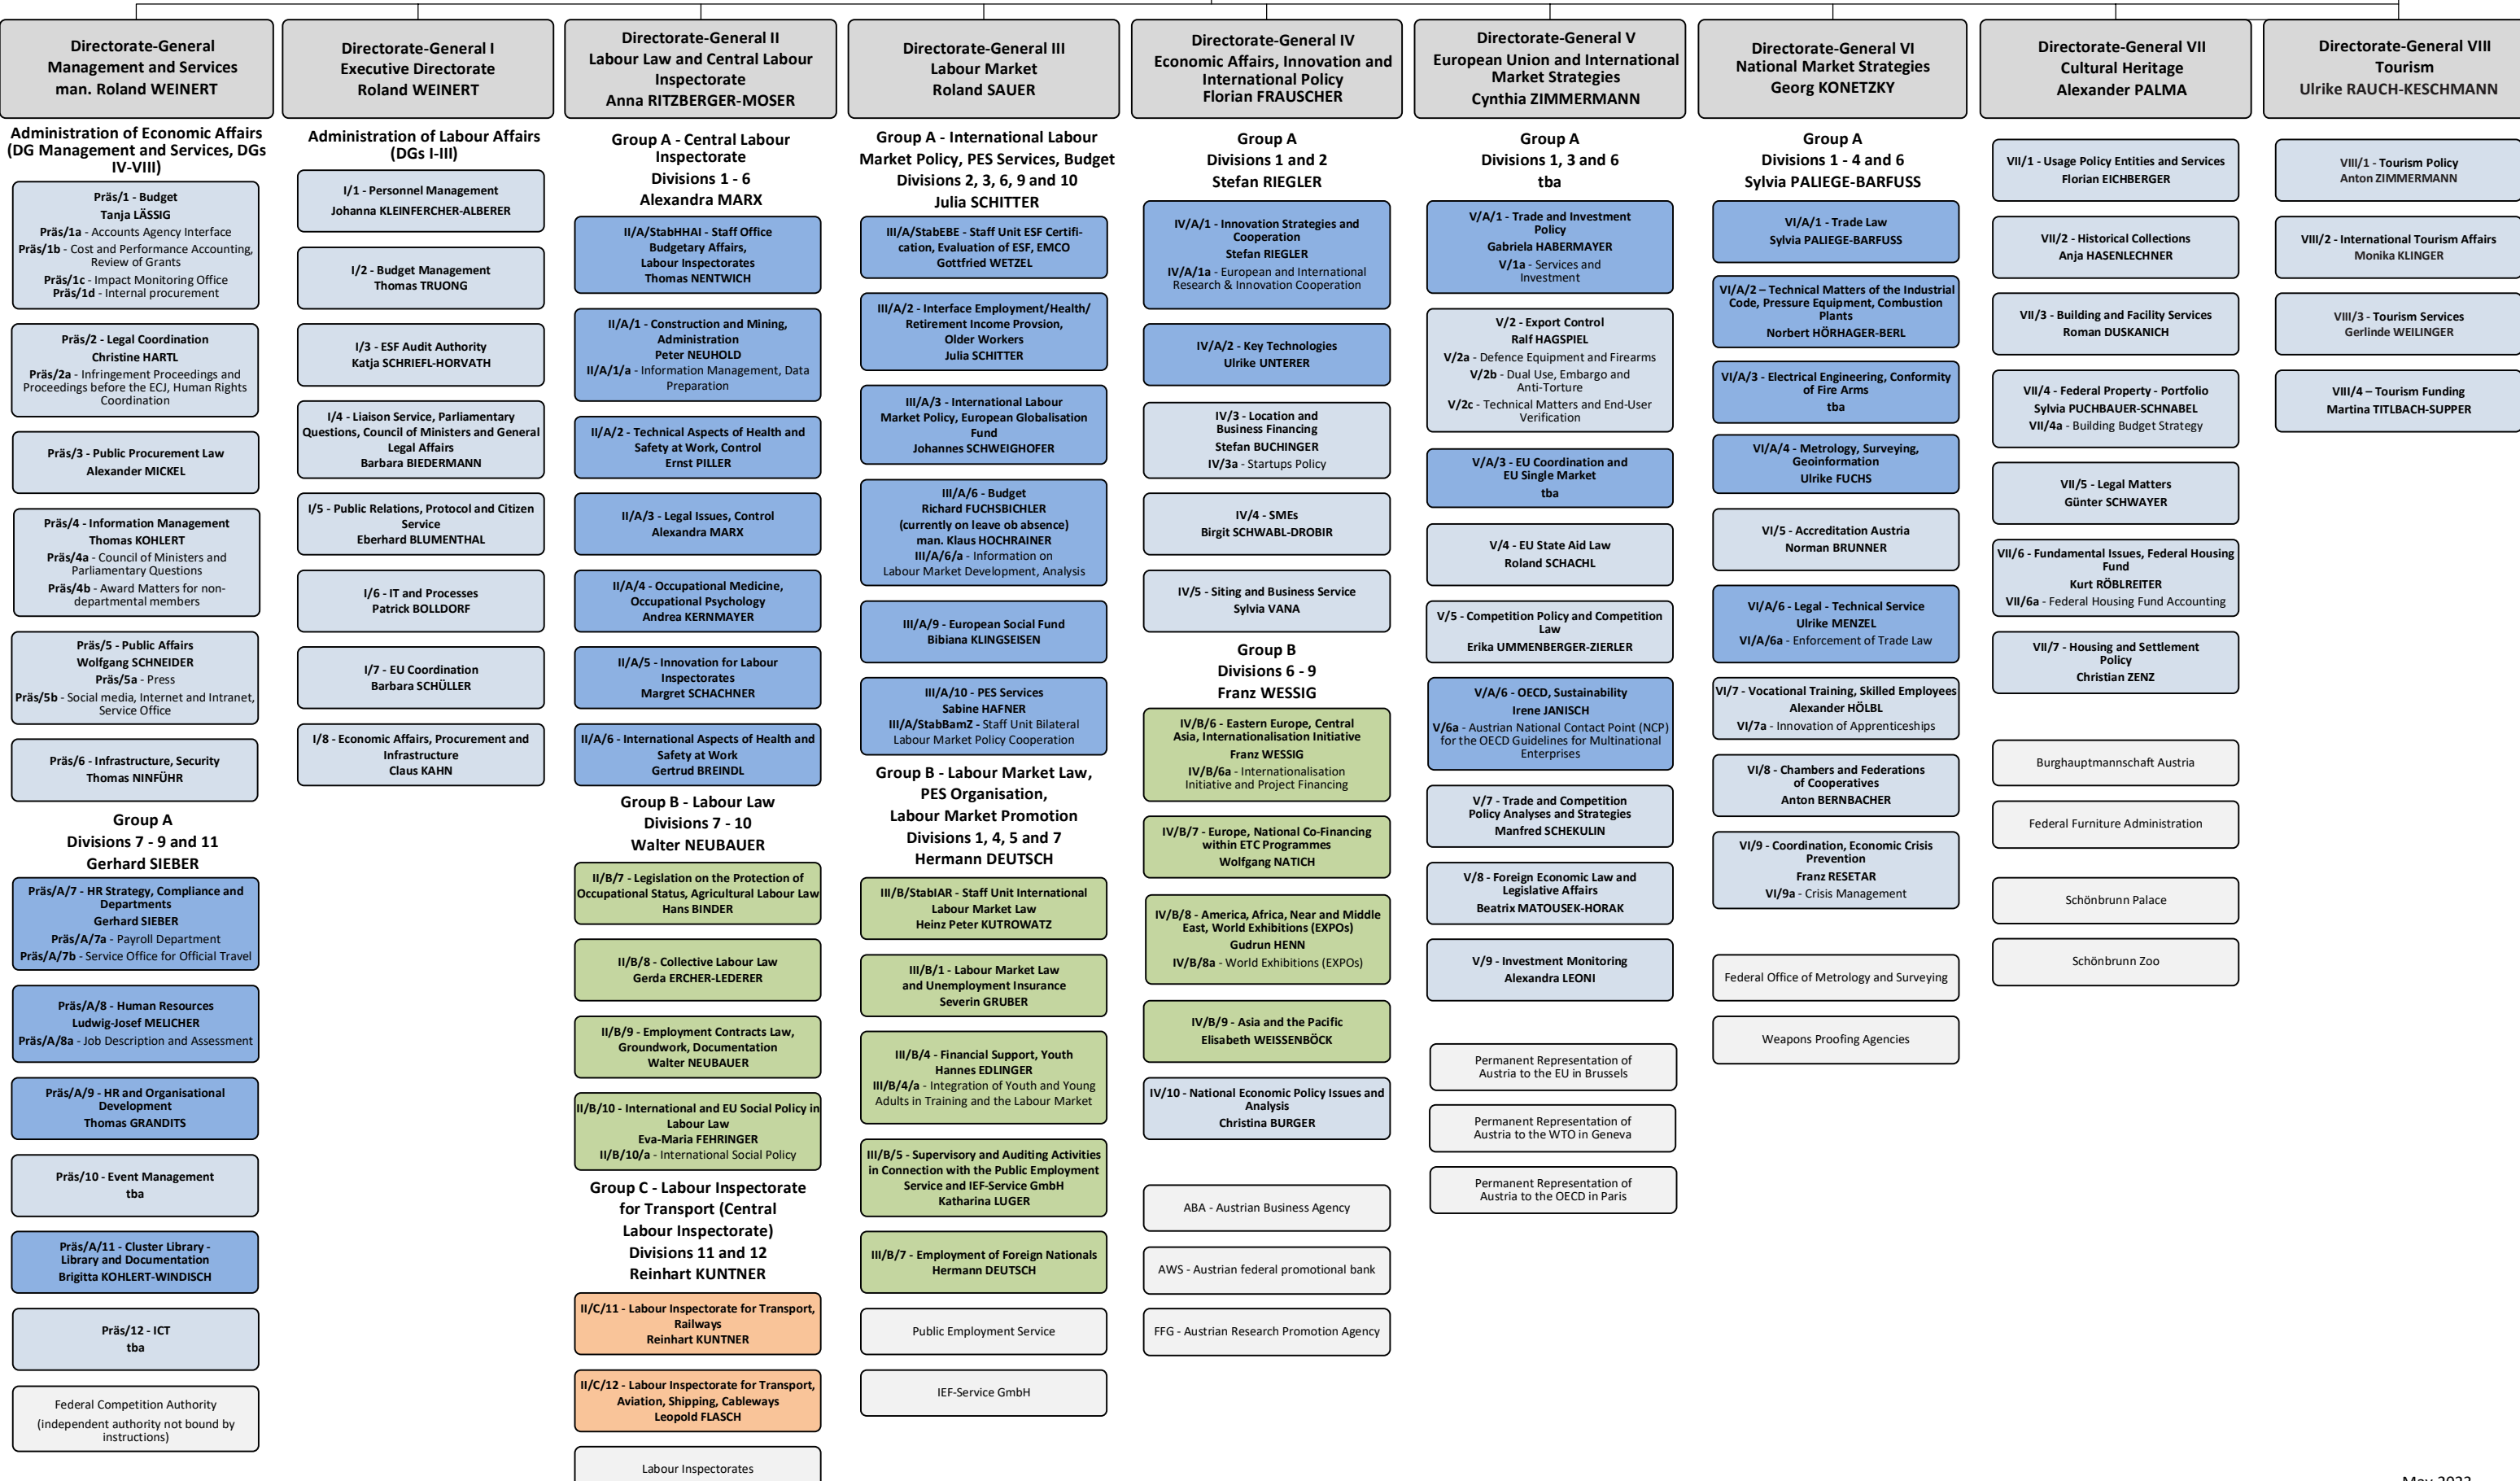 Directorate-General
Management and Services
man. Roland WEINERT
Administration of Economic Affairs
(DG Management and Services, DGs
IV-VIII)
Präs/1 - Budget
Tanja LÄSSIG
Präs/1a - Accounts Agency Interface
Präs/1b - Cost and Performance Accounting,
Review of Grants
Präs/1c - Impact Monitoring Office
Präs/1d - Internal procurement
Präs/2 - Legal Coordination
Christine HARTL
Präs/2a - Infringement Proceedings and
Proceedings before the ECJ, Human Rights
Coordination
Präs/3 - Public Procurement Law
Alexander MICKEL
Präs/4 - Information Management
Thomas KOHLERT
Präs/4a - Council of Ministers and
Parliamentary Questions
Präs/4b - Award Matters for non-
departmental members
Präs/5 - Public Affairs
Wolfgang SCHNEIDER
Präs/5a - Press
Präs/5b - Social media, Internet and Intranet,
Service Office
Präs/6 - Infrastructure, Security
Thomas NINFÜHR
Group A
Divisions 7 - 9 and 11
Gerhard SIEBER
Präs/A/7 - HR Strategy, Compliance and
Departments
Gerhard SIEBER
Präs/A/7a - Payroll Department
Präs/A/7b - Service Office for Official Travel
Präs/A/8 - Human Resources
Ludwig-Josef MELICHER
Präs/A/8a - Job Description and Assessment
Präs/A/9 - HR and Organisational
Development
Thomas GRANDITS
Präs/10 - Event Management
tba
Präs/A/11 - Cluster Library -
Library and Documentation
Brigitta KOHLERT-WINDISCH
Präs/12 - ICT
tba
Federal Competition Authority
(independent authority not bound by
instructions)
Directorate-General I
Executive Directorate
Roland WEINERT
Administration of Labour Affairs
(DGs I-III)
I/1 - Personnel Management
Johanna KLEINFERCHER-ALBERER
I/2 - Budget Management
Thomas TRUONG
I/3 - ESF Audit Authority
Katja SCHRIEFL-HORVATH
I/4 - Liaison Service, Parliamentary
Questions, Council of Ministers and General
Legal Affairs
Barbara BIEDERMANN
I/5 - Public Relations, Protocol and Citizen
Service
Eberhard BLUMENTHAL
I/6 - IT and Processes
Patrick BOLLDORF
I/7 - EU Coordination
Barbara SCHÜLLER
I/8 - Economic Affairs, Procurement and
Infrastructure
Claus KAHN
Directorate-General II
Labour Law and Central Labour
Inspectorate
Anna RITZBERGER-MOSER
Group A - Central Labour
Inspectorate
Divisions 1 - 6
Alexandra MARX
II/A/StabHHAI - Staff Office
Budgetary Affairs,
Labour Inspectorates
Thomas NENTWICH
II/A/1 - Construction and Mining,
Administration
Peter NEUHOLD
II/A/1/a - Information Management, Data
Preparation
II/A/2 - Technical Aspects of Health and
Safety at Work, Control
Ernst PILLER
II/A/3 - Legal Issues, Control
Alexandra MARX
II/A/4 - Occupational Medicine,
Occupational Psychology
Andrea KERNMAYER
II/A/5 - Innovation for Labour
Inspectorates
Margret SCHACHNER
II/A/6 - International Aspects of Health and
Safety at Work
Gertrud BREINDL
Group B - Labour Law
Divisions 7 - 10
Walter NEUBAUER
II/B/7 - Legislation on the Protection of
Occupational Status, Agricultural Labour Law
Hans BINDER
II/B/8 - Collective Labour Law
Gerda ERCHER-LEDERER
II/B/9 - Employment Contracts Law,
Groundwork, Documentation
Walter NEUBAUER
II/B/10 - International and EU Social Policy in
Labour Law
Eva-Maria FEHRINGER
II/B/10/a - International Social Policy
Group C - Labour Inspectorate
for Transport (Central
Labour Inspectorate)
Divisions 11 and 12
Reinhart KUNTNER
II/C/11 - Labour Inspectorate for Transport,
Railways
Reinhart KUNTNER
II/C/12 - Labour Inspectorate for Transport,
Aviation, Shipping, Cableways
Leopold FLASCH
Labour Inspectorates
Directorate-General III
Labour Market
Roland SAUER
Group A - International Labour
Market Policy, PES Services, Budget
Divisions 2, 3, 6, 9 and 10
Julia SCHITTER
III/A/StabEBE - Staff Unit ESF Certifi-
cation, Evaluation of ESF, EMCO
Gottfried WETZEL
III/A/2 - Interface Employment/Health/
Retirement Income Provsion,
Older Workers
Julia SCHITTER
III/A/3 - International Labour
Market Policy, European Globalisation
Fund
Johannes SCHWEIGHOFER
III/A/6 - Budget
Richard FUCHSBICHLER
(currently on leave ob absence)
man. Klaus HOCHRAINER
III/A/6/a - Information on
Labour Market Development, Analysis
III/A/9 - European Social Fund
Bibiana KLINGSEISEN
III/A/10 - PES Services
Sabine HAFNER
III/A/StabBamZ - Staff Unit Bilateral
Labour Market Policy Cooperation
Group B - Labour Market Law,
PES Organisation,
Labour Market Promotion
Divisions 1, 4, 5 and 7
Hermann DEUTSCH
III/B/StabIAR - Staff Unit International
Labour Market Law
Heinz Peter KUTROWATZ
III/B/1 - Labour Market Law
and Unemployment Insurance
Severin GRUBER
III/B/4 - Financial Support, Youth
Hannes EDLINGER
III/B/4/a - Integration of Youth and Young
Adults in Training and the Labour Market
III/B/5 - Supervisory and Auditing Activities
in Connection with the Public Employment
Service and IEF-Service GmbH
Katharina LUGER
III/B/7 - Employment of Foreign Nationals
Hermann DEUTSCH
Public Employment Service
IEF-Service GmbH
Directorate-General IV
Economic Affairs, Innovation and
International Policy
Florian FRAUSCHER
Group A
Divisions 1 and 2
Stefan RIEGLER
IV/A/1 - Innovation Strategies and
Cooperation
Stefan RIEGLER
IV/A/1a - European and International
Research & Innovation Cooperation
IV/A/2 - Key Technologies
Ulrike UNTERER
IV/3 - Location and
Business Financing
Stefan BUCHINGER
IV/3a - Startups Policy
IV/4 - SMEs
Birgit SCHWABL-DROBIR
IV/5 - Siting and Business Service
Sylvia VANA
Group B
Divisions 6 - 9
Franz WESSIG
IV/B/6 - Eastern Europe, Central
Asia, Internationalisation Initiative
Franz WESSIG
IV/B/6a - Internationalisation
Initiative and Project Financing
IV/B/7 - Europe, National Co-Financing
within ETC Programmes
Wolfgang NATICH
IV/B/8 - America, Africa, Near and Middle
East, World Exhibitions (EXPOs)
Gudrun HENN
IV/B/8a - World Exhibitions (EXPOs)
IV/B/9 - Asia and the Pacific
Elisabeth WEISSENBÖCK
IV/10 - National Economic Policy Issues and
Analysis
Christina BURGER
ABA - Austrian Business Agency
AWS - Austrian federal promotional bank
FFG - Austrian Research Promotion Agency
Directorate-General V
European Union and International
Market Strategies
Cynthia ZIMMERMANN
Group A
Divisions 1, 3 and 6
tba
V/A/1 - Trade and Investment
Policy
Gabriela HABERMAYER
V/1a - Services and
Investment
V/2 - Export Control
Ralf HAGSPIEL
V/2a - Defence Equipment and Firearms
V/2b - Dual Use, Embargo and
Anti-Torture
V/2c - Technical Matters and End-User
Verification
V/A/3 - EU Coordination and
EU Single Market
tba
V/4 - EU State Aid Law
Roland SCHACHL
V/5 - Competition Policy and Competition
Law
Erika UMMENBERGER-ZIERLER
V/A/6 - OECD, Sustainability
Irene JANISCH
V/6a - Austrian National Contact Point (NCP)
for the OECD Guidelines for Multinational
Enterprises
V/7 - Trade and Competition
Policy Analyses and Strategies
Manfred SCHEKULIN
V/8 - Foreign Economic Law and
Legislative Affairs
Beatrix MATOUSEK-HORAK
V/9 - Investment Monitoring
Alexandra LEONI
Permanent Representation of
Austria to the EU in Brussels
Permanent Representation of
Austria to the WTO in Geneva
Permanent Representation of
Austria to the OECD in Paris
Directorate-General VI
National Market Strategies
Georg KONETZKY
Group A
Divisions 1 - 4 and 6
Sylvia PALIEGE-BARFUSS
VI/A/1 - Trade Law
Sylvia PALIEGE-BARFUSS
VI/A/2 – Technical Matters of the Industrial
Code, Pressure Equipment, Combustion
Plants
Norbert HÖRHAGER-BERL
VI/A/3 - Electrical Engineering, Conformity
of Fire Arms
tba
VI/A/4 - Metrology, Surveying,
Geoinformation
Ulrike FUCHS
VI/5 - Accreditation Austria
Norman BRUNNER
VI/A/6 - Legal - Technical Service
Ulrike MENZEL
VI/A/6a - Enforcement of Trade Law
VI/7 - Vocational Training, Skilled Employees
Alexander HÖLBL
VI/7a - Innovation of Apprenticeships
VI/8 - Chambers and Federations
of Cooperatives
Anton BERNBACHER
VI/9 - Coordination, Economic Crisis
Prevention
Franz RESETAR
VI/9a - Crisis Management
Federal Office of Metrology and Surveying
Weapons Proofing Agencies
Directorate-General VII
Cultural Heritage
Alexander PALMA
VII/1 - Usage Policy Entities and Services
Florian EICHBERGER
VII/2 - Historical Collections
Anja HASENLECHNER
VII/3 - Building and Facility Services
Roman DUSKANICH
VII/4 - Federal Property - Portfolio
Sylvia PUCHBAUER-SCHNABEL
VII/4a - Building Budget Strategy
VII/5 - Legal Matters
Günter SCHWAYER
VII/6 - Fundamental Issues, Federal Housing
Fund
Kurt RÖBLREITER
VII/6a - Federal Housing Fund Accounting
VII/7 - Housing and Settlement
Policy
Christian ZENZ
Burghauptmannschaft Austria
Federal Furniture Administration
Schönbrunn Palace
Schönbrunn Zoo
Directorate-General VIII
Tourism
Ulrike RAUCH-KESCHMANN
VIII/1 - Tourism Policy
Anton ZIMMERMANN
VIII/2 - International Tourism Affairs
Monika KLINGER
VIII/3 - Tourism Services
Gerlinde WEILINGER
VIII/4 – Tourism Funding
Martina TITLBACH-SUPPER